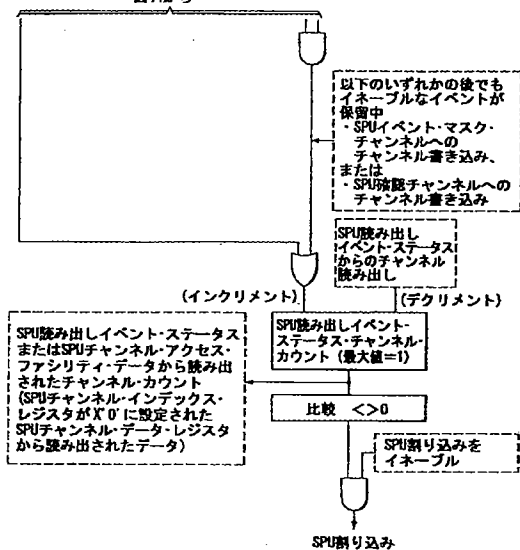 以下のいずれかの後でも
イネーブルなイベントが
保留中
・SPUイベント・マスク・
チャンネルへの
チャンネル書き込み、
または
・SPU確認チャンネルへの
チャンネル書き込み
SPU読み出し
イベント・ステータス
からのチャンネル
読み出し
(インクリメント)
(デクリメント)
SPU読み出しイベント・ステータス
またはSPUチャンネル・アクセス・
ファシリティ・データから読み出
されたチャンネル・カウント
(SPUチャンネル・インデックス・
レジスタが X'0' に設定された
SPUチャンネル・データ・レジスタ
から読み出されたデータ)
SPU読み出しイベント-
ステータス・チャンネル・
カウント (最大値=1)
比較 <>0
SPU割り込みを
イネーブル
SPU割り込み